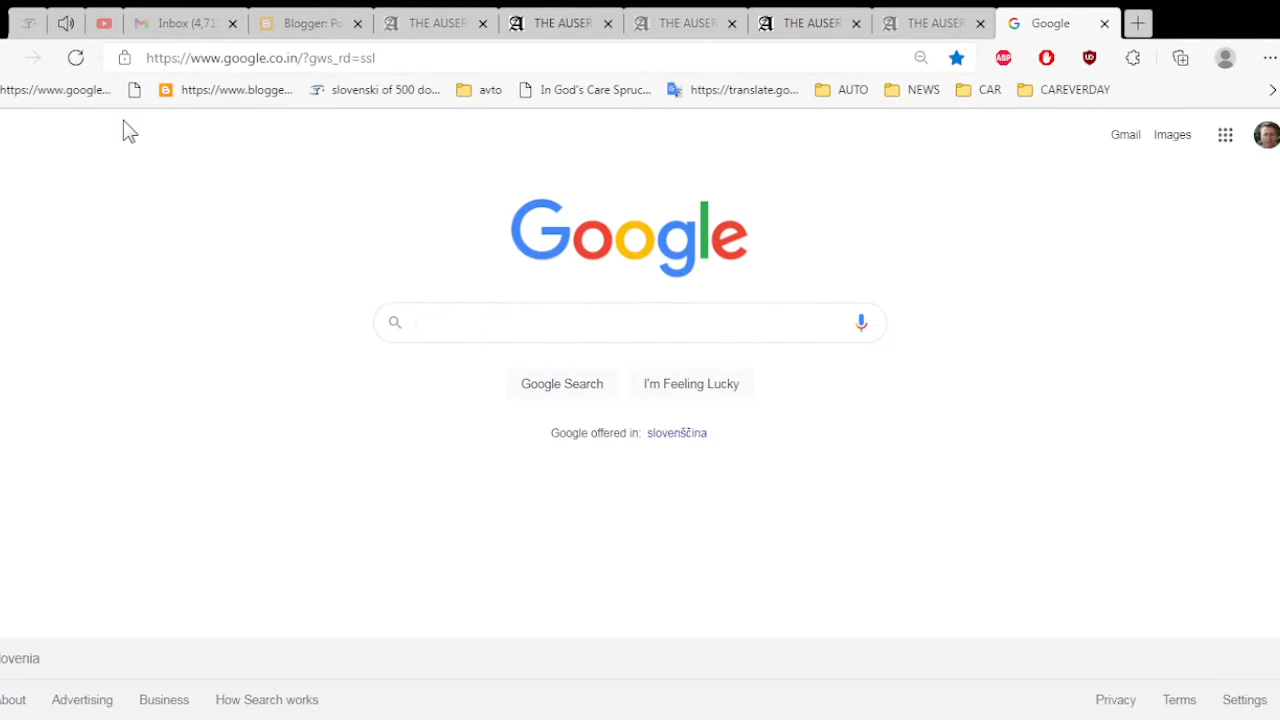 Inbox (4,71 Blogger: Po THE AUSER THE AUSER THE AUSER THE AUSER THE AUSER Google
https://www.google.co.in/?gws_rd=ssl ABP
https://www.google... https://www.blogge... slovenski of 500 do... avto In God's Care Spruc... https://translate.go... AUTO NEWS CAR CAREVERDAY
Gmail Images
Google
Google Search I'm Feeling Lucky
Google offered in: slovenščina
ovenia
About Advertising Business How Search works Privacy Terms Settings